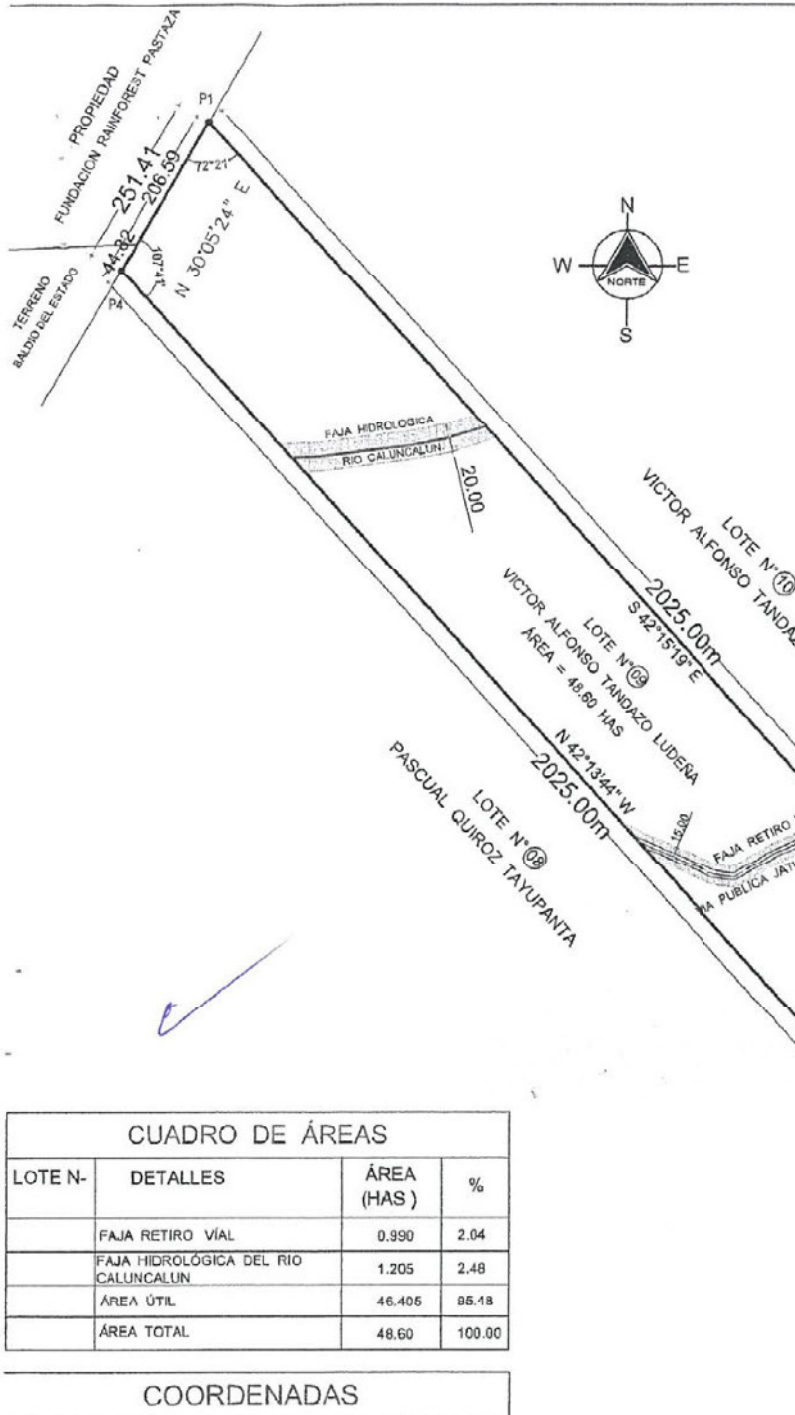 PROPIEDAD
FUNDACION RAINFOREST PASTAZA
P1
251.41
206.59
72°21'
44.82
107°41'
N 30°05'24" E
TERRENO
BALDIO DEL ESTADO
P4
N
W
E
NORTE
S
FAJA HIDROLOGICA
RIO CALUNCALUN
20.00
LOTE N° 10
VICTOR ALFONSO
2025.00m
S 42°15'19" E
LOTE N° 09
VICTOR ALFONSO TANDAZO LUDEÑA
ÁREA = 48.60 HAS
N 42°13'44" W
2025.00m
LOTE N° 08
PASCUAL QUIROZ TAYUPANTA
15.00
FAJA RETIRO
PUBLICA
CUADRO DE ÁREAS
LOTE N- DETALLES ÁREA (HAS ) %
FAJA RETIRO VÍAL 0.990 2.04
FAJA HIDROLÓGICA DEL RIO CALUNCALUN 1.205 2.48
ÁREA ÚTIL 46.405 95.48
ÁREA TOTAL 48.60 100.00
COORDENADAS